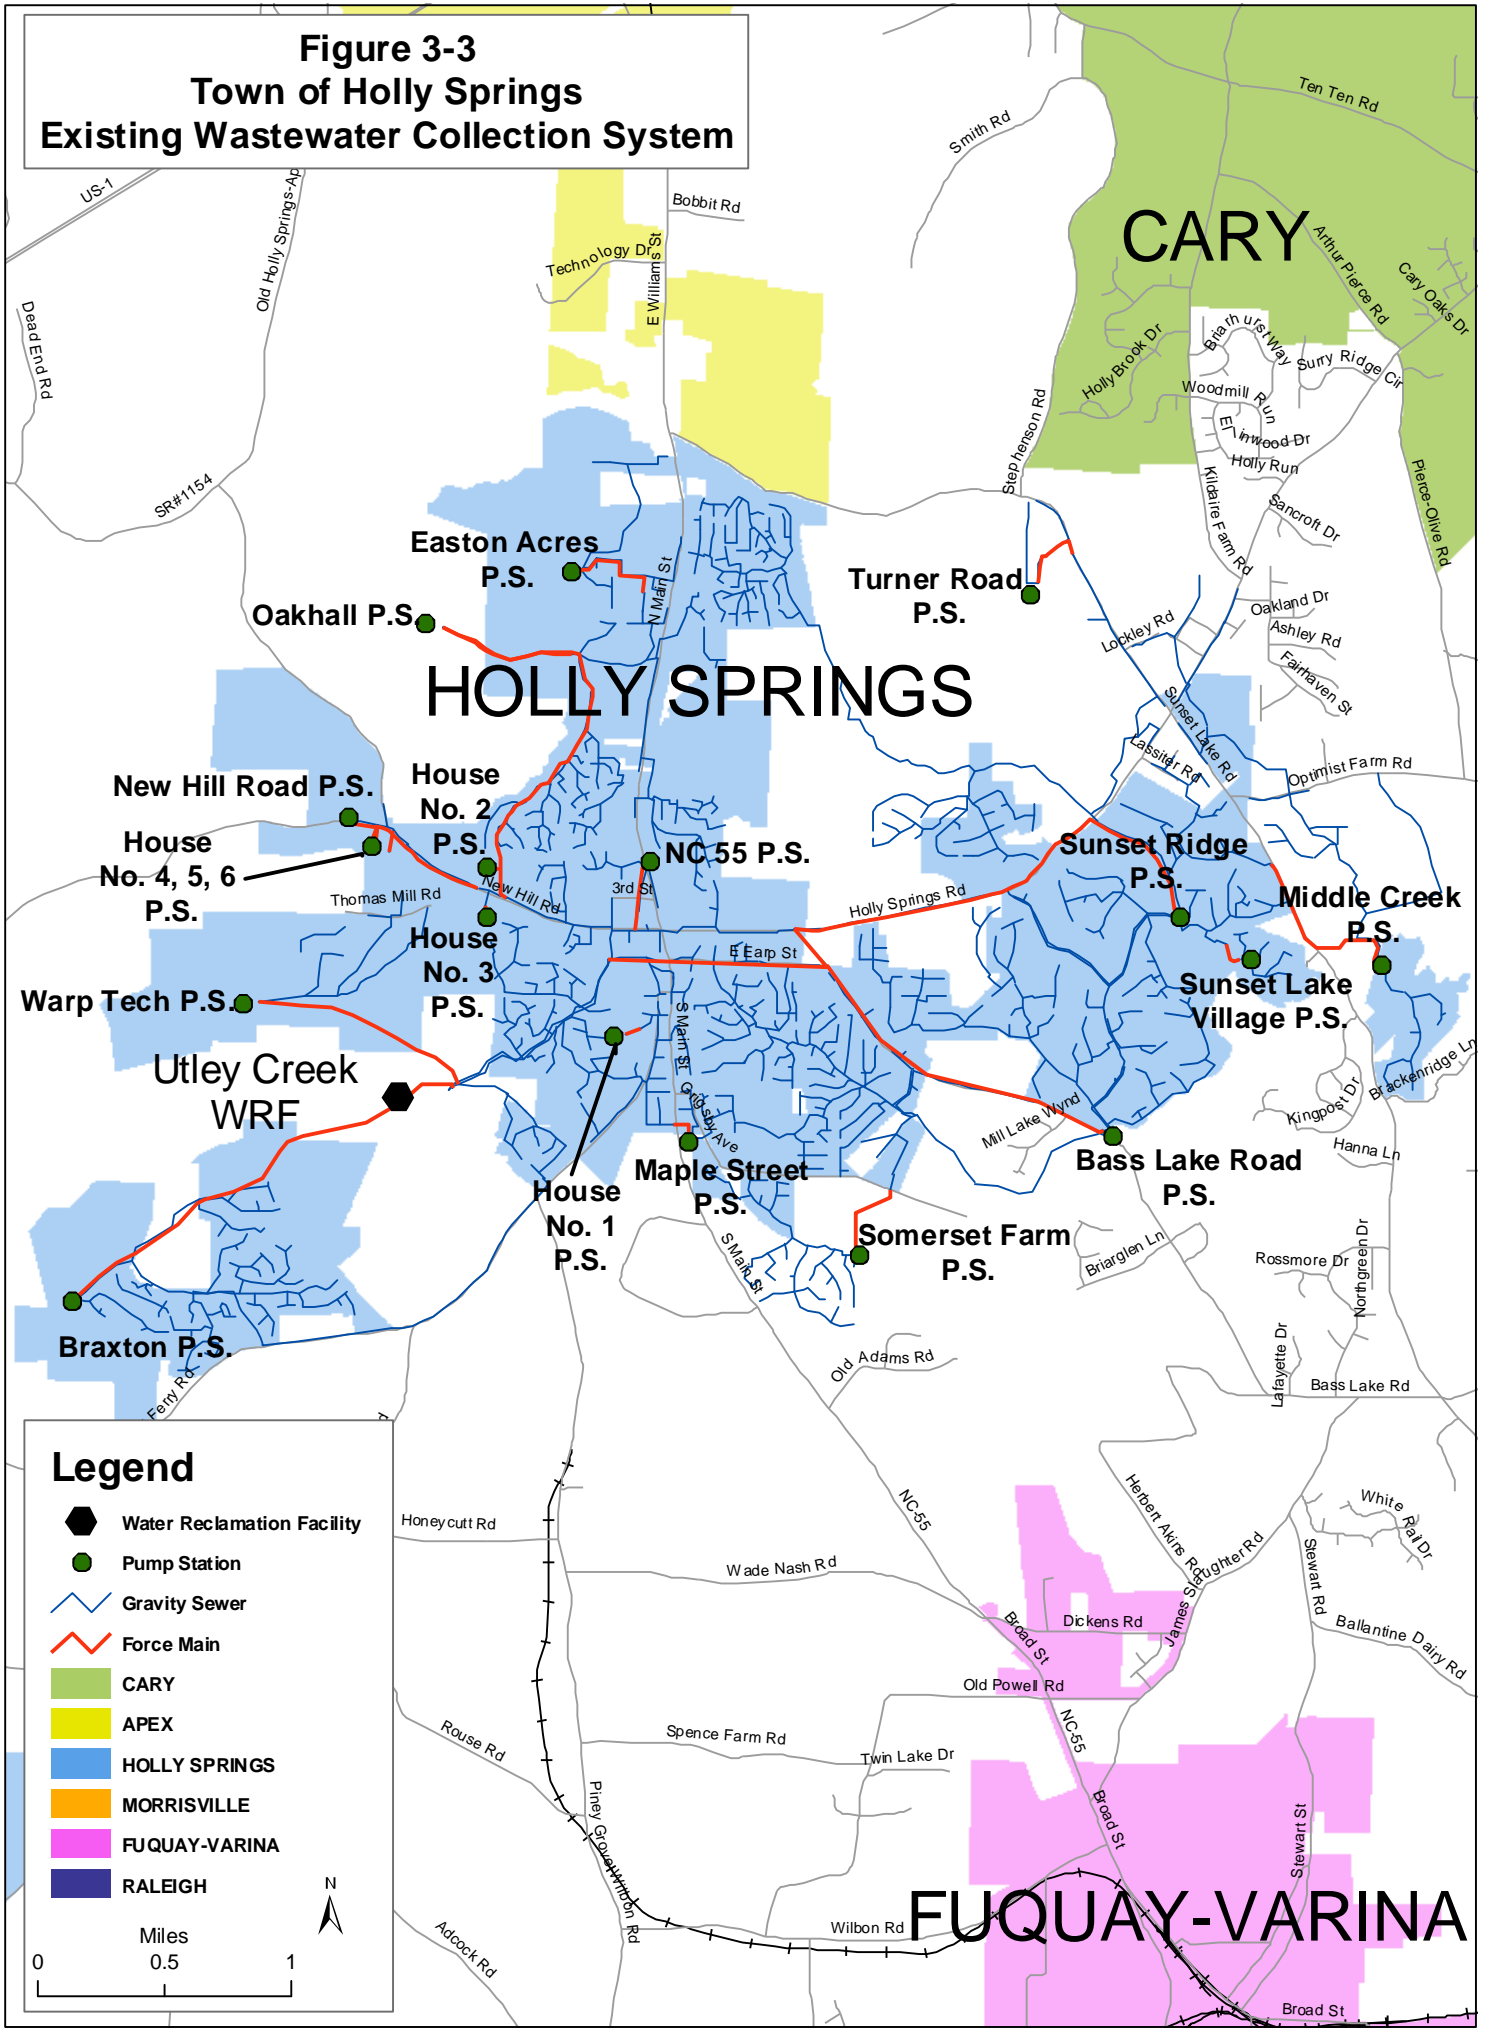 Figure 3-3
Town of Holly Springs
Existing Wastewater Collection System
US-1
Old Holly Springs-Ap
Dead End Rd
SR#1154
Bobbit Rd
Technology Dr
E Williams St
Smith Rd
Ten Ten Rd
CARY
Arthur Pierce Rd
Cary Oaks Dr
Holly Brook Dr
Briarhurst Way
Surry Ridge Cir
Woodmill Run
Ellinwood Dr
Holly Run
Stephenson Rd
Kildaire Farm Rd
Sancroft Dr
Pierce-Olive Rd
Easton Acres
P.S.
Oakhall P.S.
N Main St
Turner Road
P.S.
Lockley Rd
Oakland Dr
Ashley Rd
Fairhaven St
HOLLY SPRINGS
Sunset Lake Rd
Lassiter Rd
Optimist Farm Rd
New Hill Road P.S.
House
No. 2
P.S.
House
No. 4, 5, 6
P.S.
NC 55 P.S.
3rd St
Thomas Mill Rd
New Hill Rd
Holly Springs Rd
Sunset Ridge
P.S.
Middle Creek
P.S.
House
No. 3
P.S.
E Earp St
Warp Tech P.S.
Sunset Lake
Village P.S.
S Main St
Utley Creek
WRF
Grigsby Ave
Mill Lake Wynd
Kingpost Dr
Brackenridge Ln
Hanna Ln
Maple Street
P.S.
Bass Lake Road
P.S.
House
No. 1
P.S.
Somerset Farm
P.S.
S Main St
Briarglen Ln
Rossmore Dr
Northgreen Dr
Braxton P.S.
Ferry Rd
Old Adams Rd
Lafayette Dr
Bass Lake Rd
d
Legend
Water Reclamation Facility
Pump Station
Gravity Sewer
Force Main
CARY
APEX
HOLLY SPRINGS
MORRISVILLE
FUQUAY-VARINA
RALEIGH
N
Miles
0 0.5 1
Honeycutt Rd
NC-55
Herbert Akins Rd
White Rail Dr
Wade Nash Rd
James Slaughter Rd
Stewart Rd
Dickens Rd
Broad St
Ballantine Dairy Rd
Old Powell Rd
NC-55
Rouse Rd
Spence Farm Rd
Twin Lake Dr
Piney Grove-Wilbon Rd
Broad St
Stewart St
Adcock Rd
Wilbon Rd
FUQUAY-VARINA
Broad St